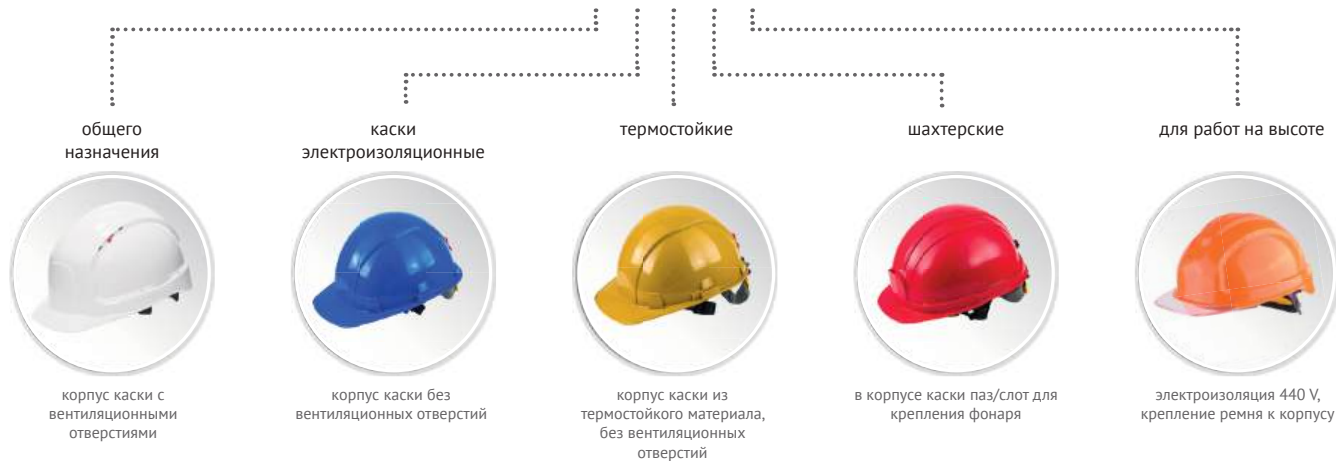 общего
назначения
каски
электроизоляционные
термостойкие
шахтерские
для работ на высоте
корпус каски с
вентиляционными
отверстиями
корпус каски без
вентиляционных отверстий
корпус каски из
термостойкого материала,
без вентиляционных
отверстий
в корпусе каски паз/слот для
крепления фонаря
электроизоляция 440 V,
крепление ремня к корпусу